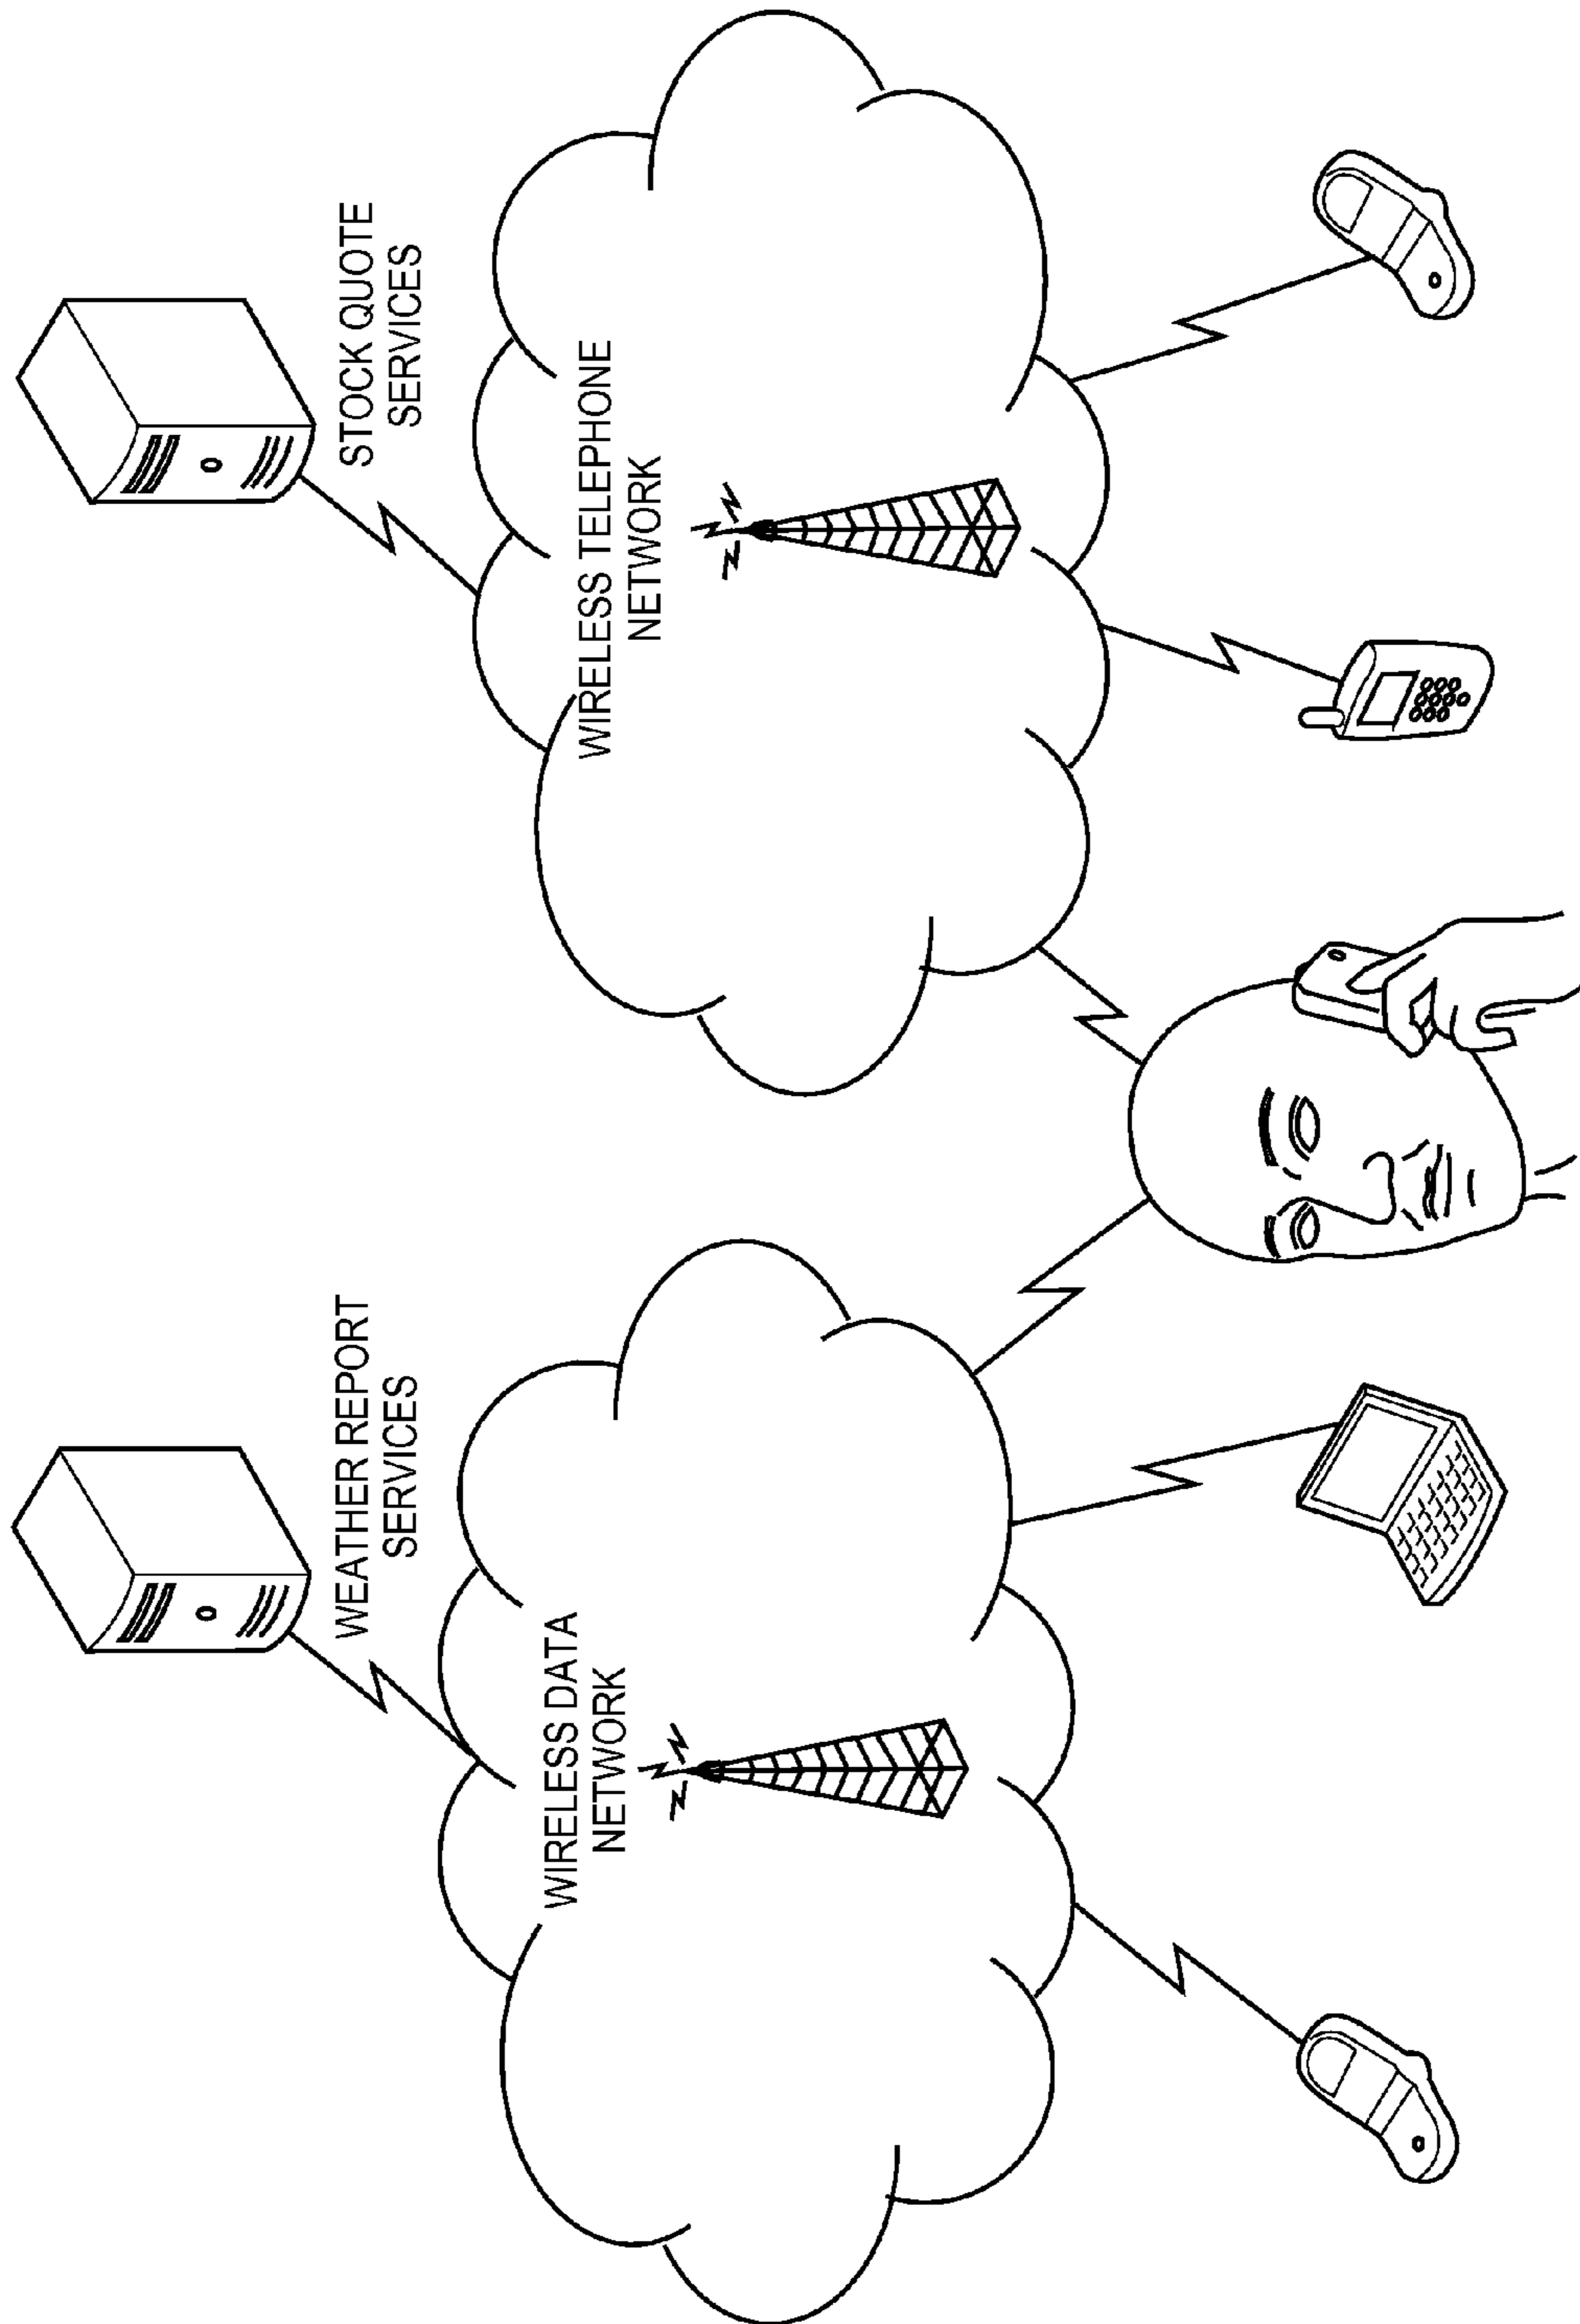 WEATHER REPORT
SERVICES
STOCK QUOTE
SERVICES
WIRELESS DATA
NETWORK
WIRELESS TELEPHONE
NETWORK